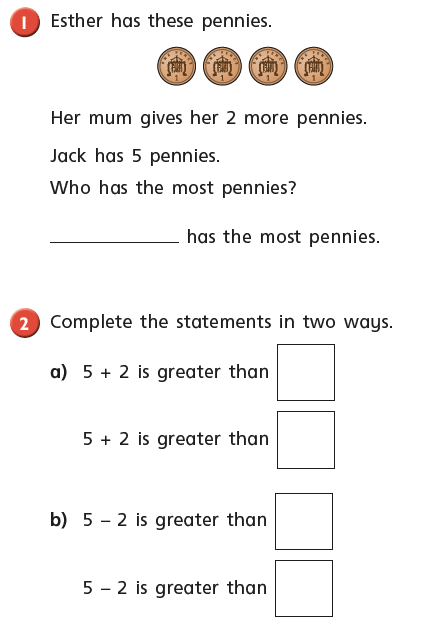 1 Esther has these pennies.
Her mum gives her 2 more pennies.
Jack has 5 pennies.
Who has the most pennies?
____________ has the most pennies.
2 Complete the statements in two ways.
a) 5 + 2 is greater than
5 + 2 is greater than
b) 5 – 2 is greater than
5 – 2 is greater than